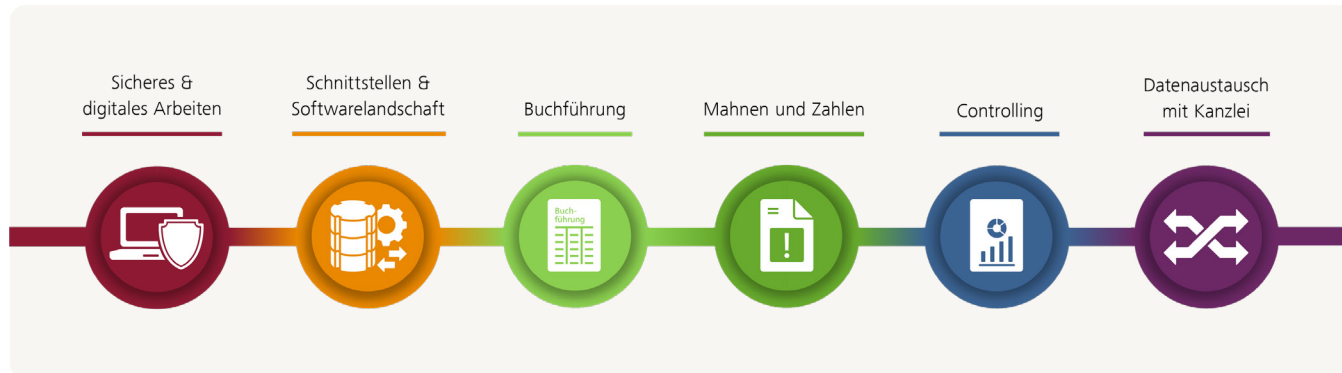 Sicheres &
digitales Arbeiten
Schnittstellen &
Softwarelandschaft
Buchführung
Mahnen und Zahlen
Controlling
Datenaustausch
mit Kanzlei
Buch-
führung
!